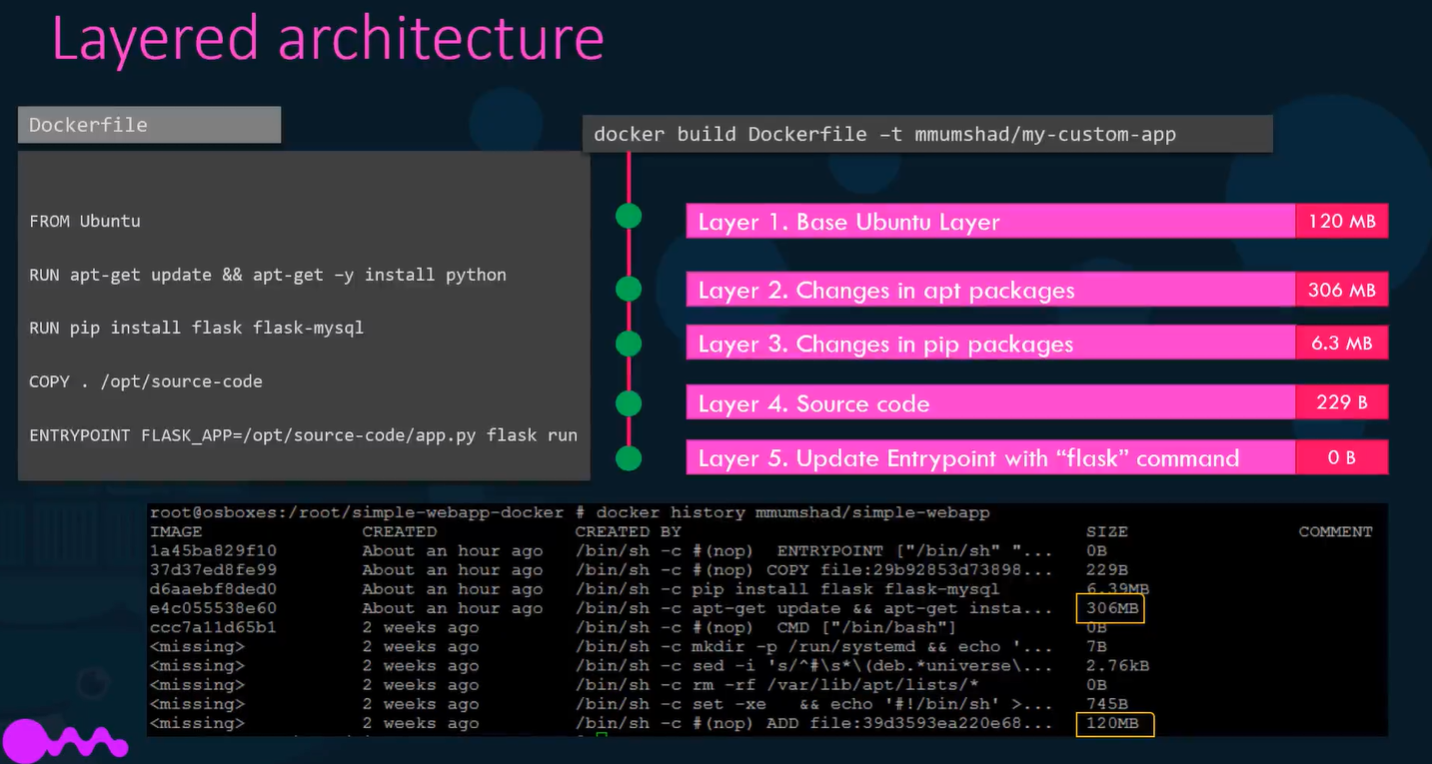 Layered architecture
Dockerfile
FROM Ubuntu
RUN apt-get update && apt-get –y install python
RUN pip install flask flask-mysql
COPY . /opt/source-code
ENTRYPOINT FLASK_APP=/opt/source-code/app.py flask run
docker build Dockerfile –t mmumshad/my-custom-app
Layer 1. Base Ubuntu Layer 120 MB
Layer 2. Changes in apt packages 306 MB
Layer 3. Changes in pip packages 6.3 MB
Layer 4. Source code 229 B
Layer 5. Update Entrypoint with “flask” command 0 B
root@osboxes:/root/simple-webapp-docker # docker history mmumshad/simple-webapp
IMAGE CREATED CREATED BY SIZE COMMENT
1a45ba829f10 About an hour ago /bin/sh -c #(nop) ENTRYPOINT ["/bin/sh" "... 0B
37d37ed8fe99 About an hour ago /bin/sh -c #(nop) COPY file:29b92853d73898... 229B
d6aaebf8ded0 About an hour ago /bin/sh -c pip install flask flask-mysql 6.39MB
e4c055538e60 About an hour ago /bin/sh -c apt-get update && apt-get insta... 306MB
ccc7a11d65b1 2 weeks ago /bin/sh -c #(nop) CMD ["/bin/bash"] 0B
<missing> 2 weeks ago /bin/sh -c mkdir -p /run/systemd && echo '... 7B
<missing> 2 weeks ago /bin/sh -c sed -i 's/^#\s*\(deb.*universe\... 2.76kB
<missing> 2 weeks ago /bin/sh -c rm -rf /var/lib/apt/lists/* 0B
<missing> 2 weeks ago /bin/sh -c set -xe && echo '#!/bin/sh' >... 745B
<missing> 2 weeks ago /bin/sh -c #(nop) ADD file:39d3593ea220e68... 120MB